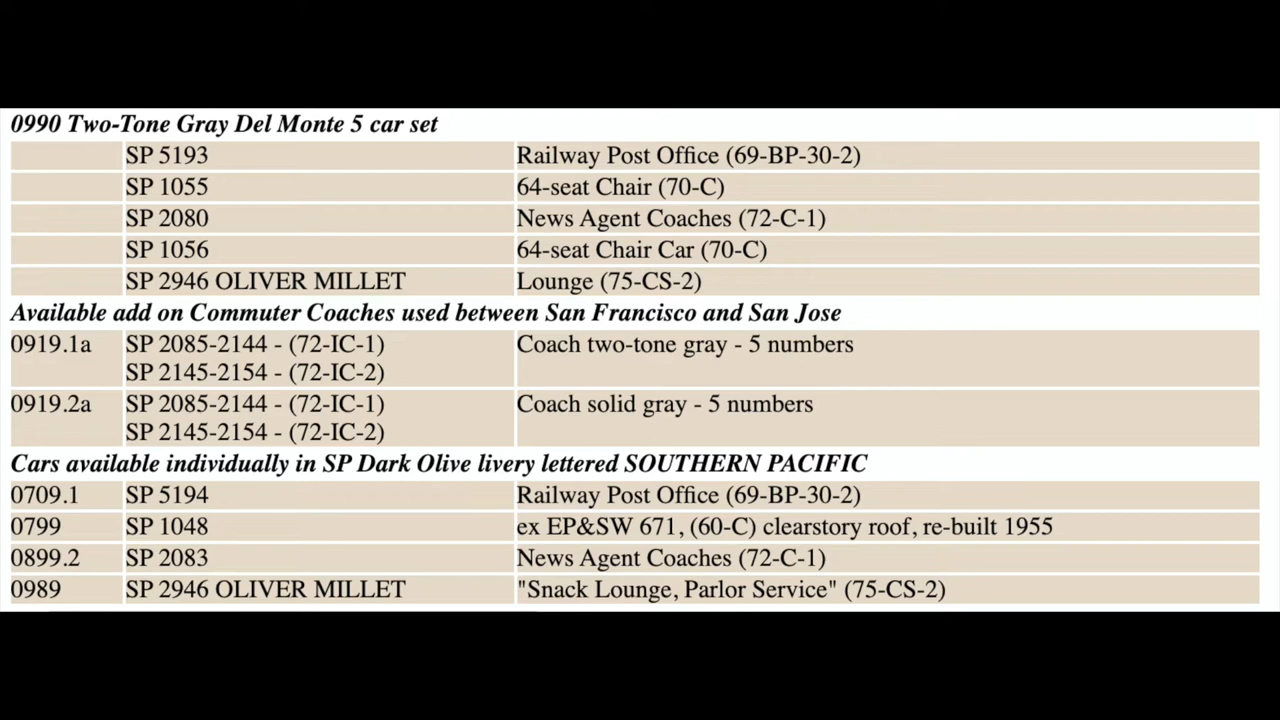 0990 Two-Tone Gray Del Monte 5 car set
SP 5193 Railway Post Office (69-BP-30-2)
SP 1055 64-seat Chair (70-C)
SP 2080 News Agent Coaches (72-C-1)
SP 1056 64-seat Chair Car (70-C)
SP 2946 OLIVER MILLET Lounge (75-CS-2)
Available add on Commuter Coaches used between San Francisco and San Jose
0919.1a SP 2085-2144 - (72-IC-1) Coach two-tone gray - 5 numbers
SP 2145-2154 - (72-IC-2)
0919.2a SP 2085-2144 - (72-IC-1) Coach solid gray - 5 numbers
SP 2145-2154 - (72-IC-2)
Cars available individually in SP Dark Olive livery lettered SOUTHERN PACIFIC
0709.1 SP 5194 Railway Post Office (69-BP-30-2)
0799 SP 1048 ex EP&SW 671, (60-C) clearstory roof, re-built 1955
0899.2 SP 2083 News Agent Coaches (72-C-1)
0989 SP 2946 OLIVER MILLET "Snack Lounge, Parlor Service" (75-CS-2)